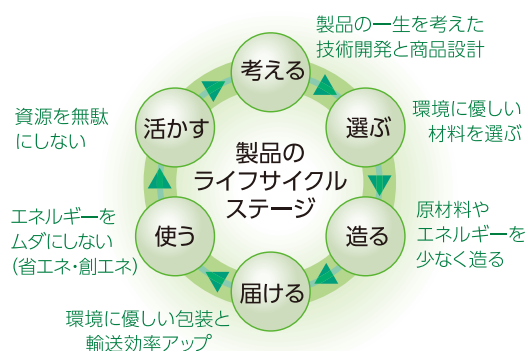 製品の一生を考えた
技術開発と商品設計
考える
環境に優しい
材料を選ぶ
選ぶ
原材料や
エネルギーを
少なく造る
造る
環境に優しい包装と
輸送効率アップ
届ける
エネルギーを
ムダにしない
(省エネ・創エネ)
使う
資源を無駄
にしない
活かす
製品の
ライフサイクル
ステージ